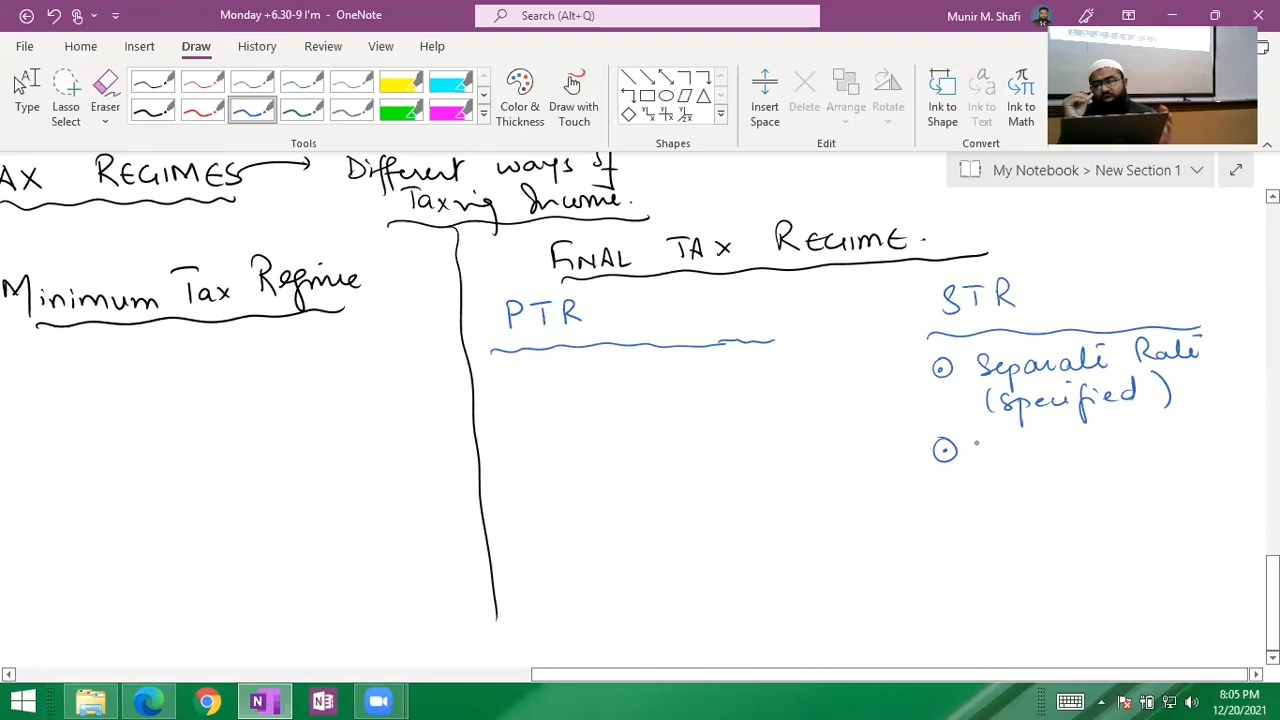 Monday +6.30-9 I'm - OneNote
Search (Alt+Q)
Munir M. Shafi
File Home Insert Draw History Review View Help
Type
Lasso Select
Eraser
Color & Thickness
Draw with Touch
Insert Space
Delete
Arrange
Rotate
Ink to Shape
Ink to Text
Ink to Math
Tools
Shapes
Edit
Convert
My Notebook > New Section 1
AX REGIMES
Different ways of
Taxing Income.
FINAL TAX REGIME.
Minimum Tax Regime
PTR
STR
Separate Rate
(specified)
8:05 PM
12/20/2021